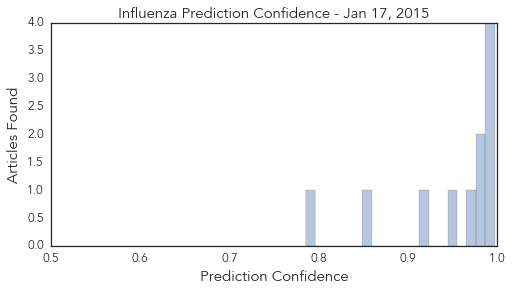 Influenza Prediction Confidence - Jan 17, 2015
4.0
3.5
3.0
2.5
2.0
1.5
1.0
0.5
0.0
Articles Found
0.5 0.6 0.7 0.8 0.9 1.0
Prediction Confidence